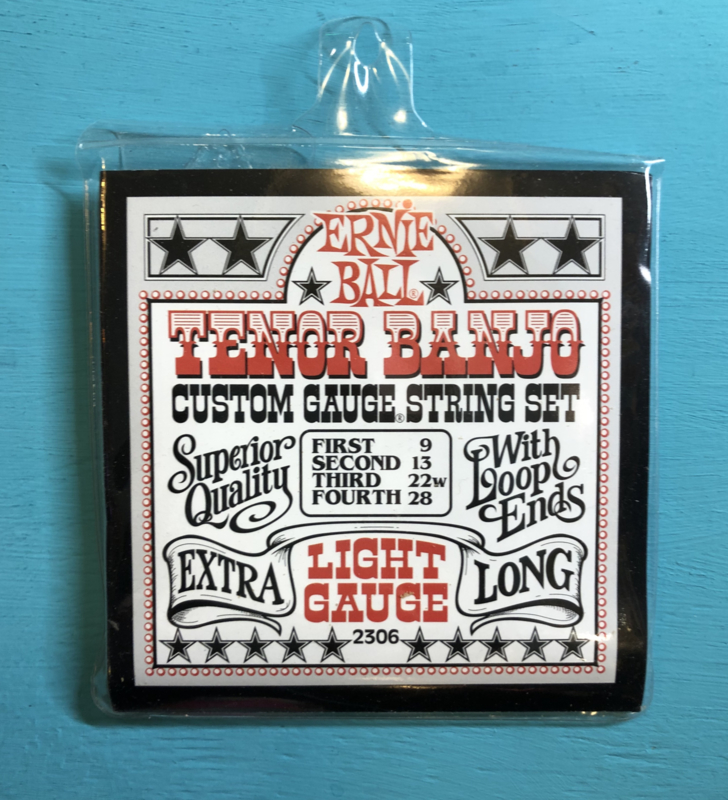 ERNIE
BALL®
TENOR BANJO
CUSTOM GAUGE® STRING SET
Superior
Quality
FIRST 9
SECOND 13
THIRD 22w
FOURTH 28
With
Loop
Ends
EXTRA
LIGHT
GAUGE
LONG
2306